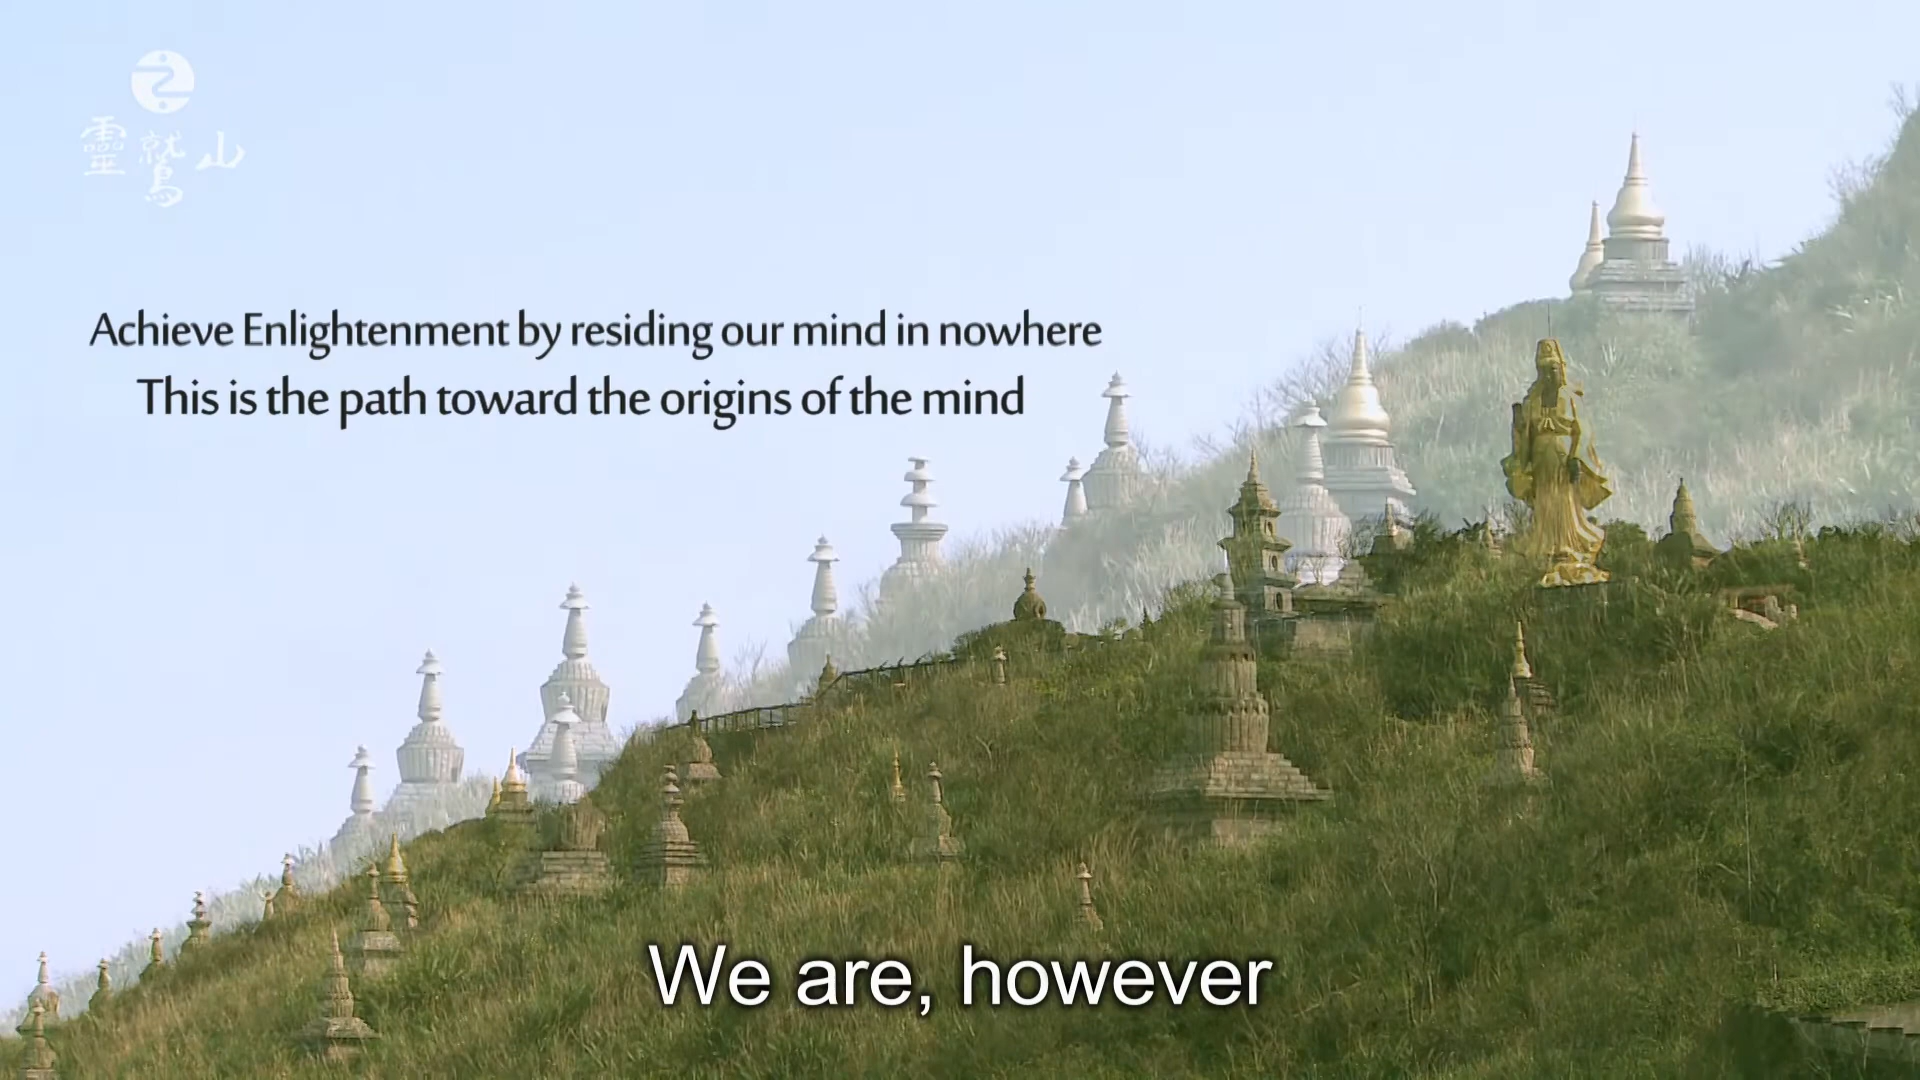 靈鷲山
Achieve Enlightenment by residing our mind in nowhere
This is the path toward the origins of the mind
We are, however